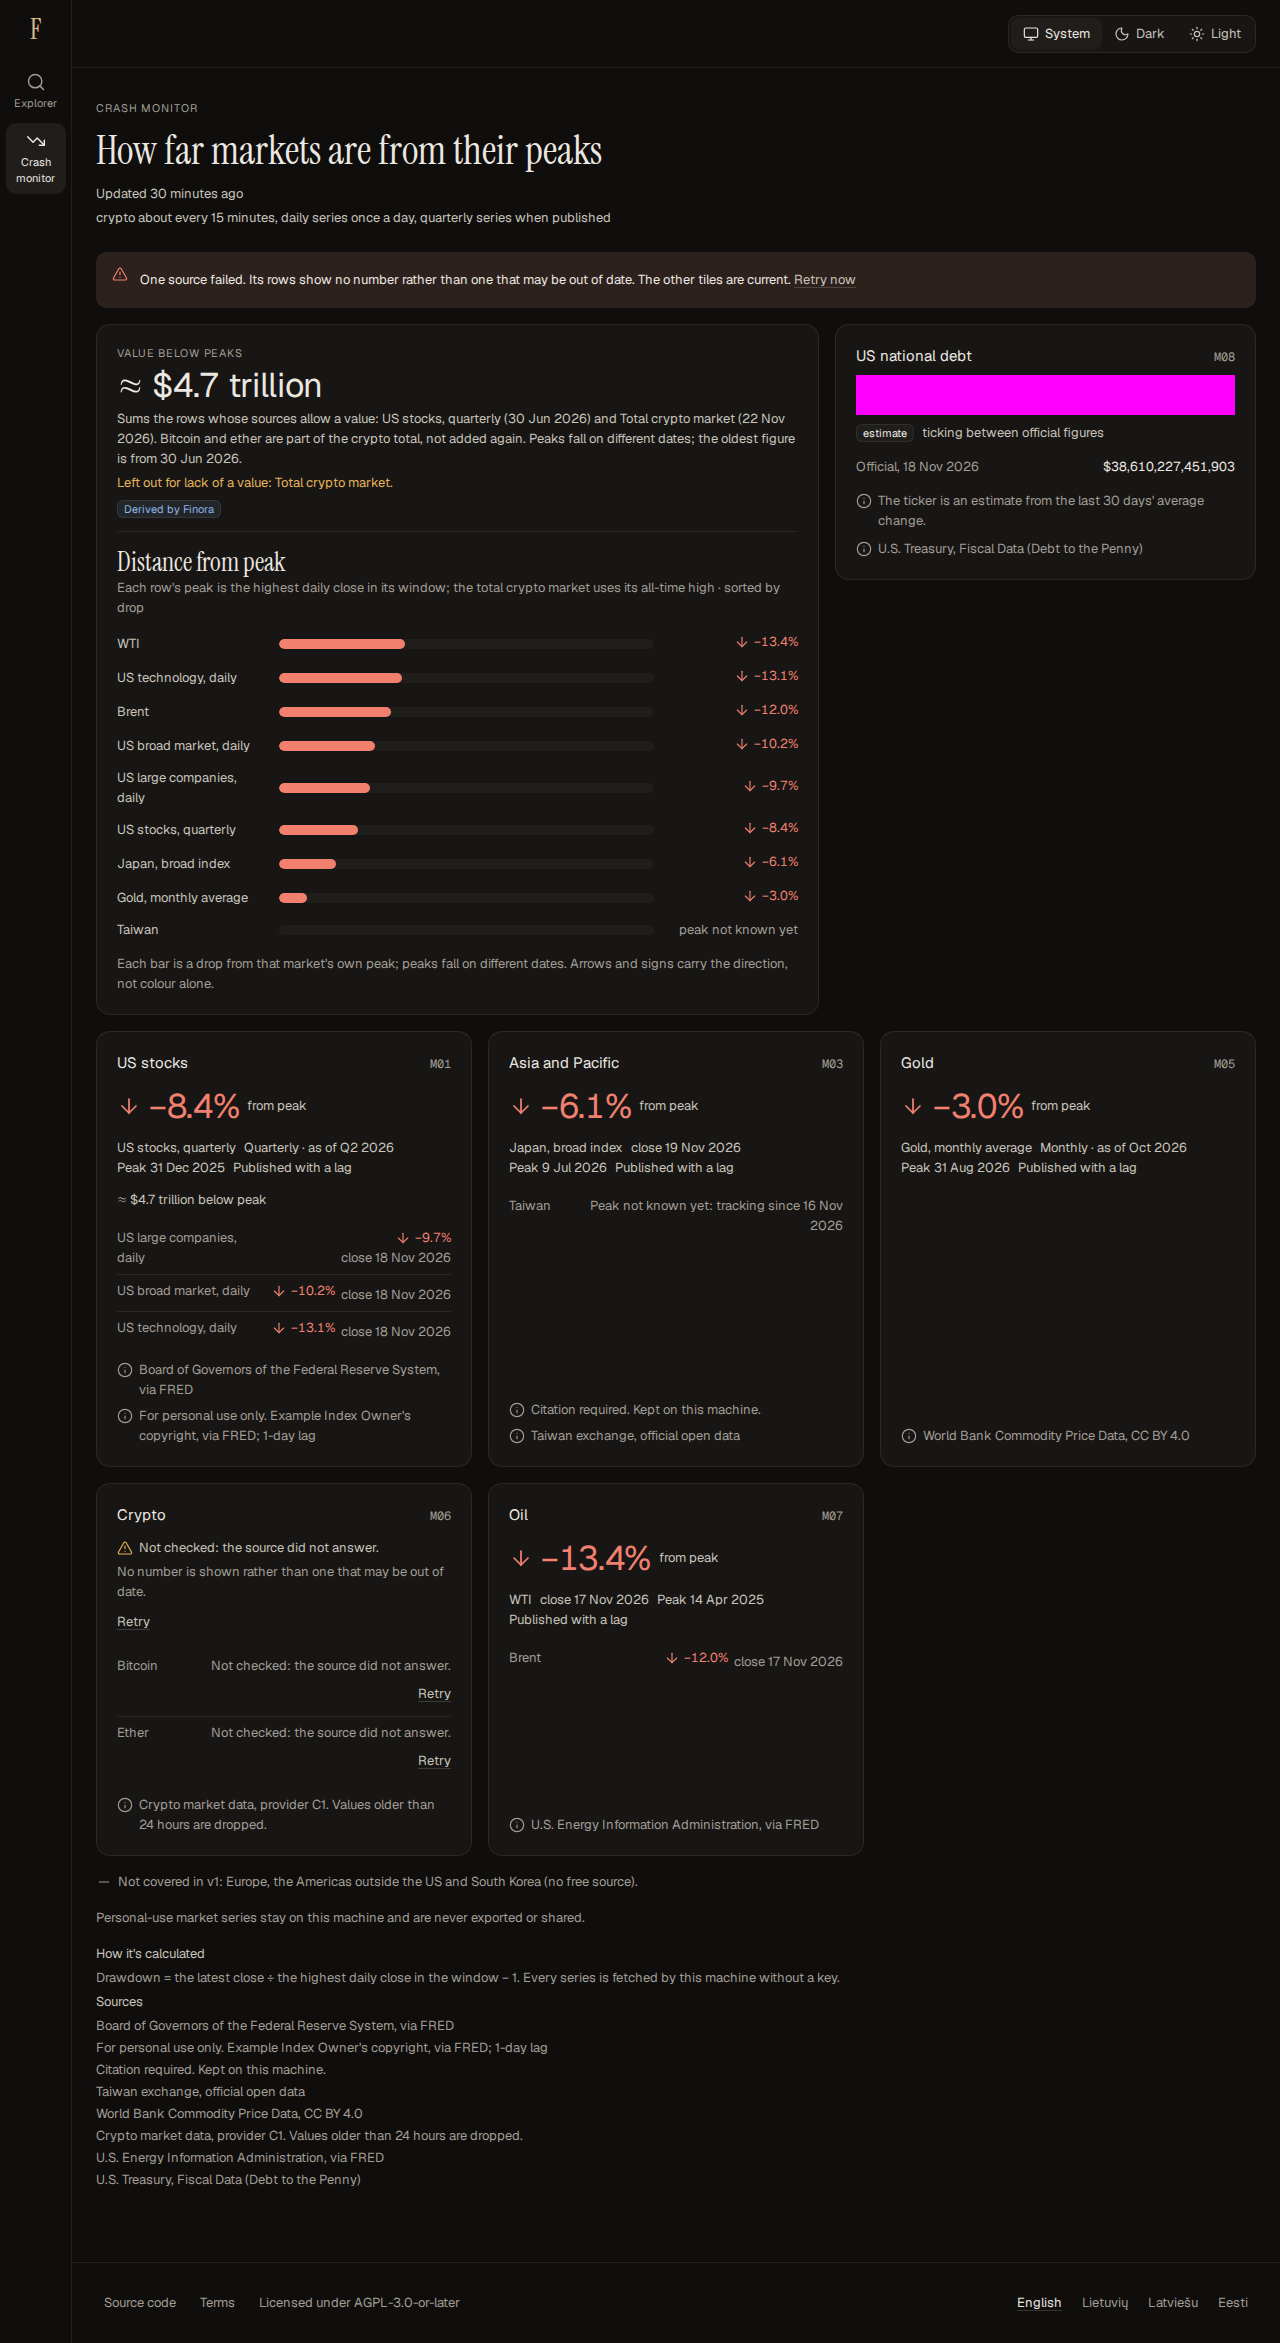 F
Explorer
Crash
monitor
System
Dark
Light
CRASH MONITOR
How far markets are from their peaks
Updated 30 minutes ago
crypto about every 15 minutes, daily series once a day, quarterly series when published
One source failed. Its rows show no number rather than one that may be out of date. The other tiles are current. Retry now
VALUE BELOW PEAKS
≈ $4.7 trillion
Sums the rows whose sources allow a value: US stocks, quarterly (30 Jun 2026) and Total crypto market (22 Nov
2026). Bitcoin and ether are part of the crypto total, not added again. Peaks fall on different dates; the oldest figure
is from 30 Jun 2026.
Left out for lack of a value: Total crypto market.
Derived by Finora
Distance from peak
Each row's peak is the highest daily close in its window; the total crypto market uses its all-time high · sorted by
drop
WTI ↓ −13.4%
US technology, daily ↓ −13.1%
Brent ↓ −12.0%
US broad market, daily ↓ −10.2%
US large companies,
daily ↓ −9.7%
US stocks, quarterly ↓ −8.4%
Japan, broad index ↓ −6.1%
Gold, monthly average ↓ −3.0%
Taiwan peak not known yet
Each bar is a drop from that market's own peak; peaks fall on different dates. Arrows and signs carry the direction,
not colour alone.
US national debt M08
estimate ticking between official figures
Official, 18 Nov 2026 $38,610,227,451,903
The ticker is an estimate from the last 30 days' average
change.
U.S. Treasury, Fiscal Data (Debt to the Penny)
US stocks M01
↓ −8.4% from peak
US stocks, quarterly Quarterly · as of Q2 2026
Peak 31 Dec 2025 Published with a lag
≈ $4.7 trillion below peak
US large companies, ↓ −9.7%
daily close 18 Nov 2026
US broad market, daily ↓ −10.2% close 18 Nov 2026
US technology, daily ↓ −13.1% close 18 Nov 2026
Board of Governors of the Federal Reserve System,
via FRED
For personal use only. Example Index Owner's
copyright, via FRED; 1-day lag
Asia and Pacific M03
↓ −6.1% from peak
Japan, broad index close 19 Nov 2026
Peak 9 Jul 2026 Published with a lag
Taiwan Peak not known yet: tracking since 16 Nov
2026
Citation required. Kept on this machine.
Taiwan exchange, official open data
Gold M05
↓ −3.0% from peak
Gold, monthly average Monthly · as of Oct 2026
Peak 31 Aug 2026 Published with a lag
World Bank Commodity Price Data, CC BY 4.0
Crypto M06
Not checked: the source did not answer.
No number is shown rather than one that may be out of
date.
Retry
Bitcoin Not checked: the source did not answer.
Retry
Ether Not checked: the source did not answer.
Retry
Crypto market data, provider C1. Values older than
24 hours are dropped.
Oil M07
↓ −13.4% from peak
WTI close 17 Nov 2026 Peak 14 Apr 2025
Published with a lag
Brent ↓ −12.0% close 17 Nov 2026
U.S. Energy Information Administration, via FRED
— Not covered in v1: Europe, the Americas outside the US and South Korea (no free source).
Personal-use market series stay on this machine and are never exported or shared.
How it's calculated
Drawdown = the latest close ÷ the highest daily close in the window − 1. Every series is fetched by this machine without a key.
Sources
Board of Governors of the Federal Reserve System, via FRED
For personal use only. Example Index Owner's copyright, via FRED; 1-day lag
Citation required. Kept on this machine.
Taiwan exchange, official open data
World Bank Commodity Price Data, CC BY 4.0
Crypto market data, provider C1. Values older than 24 hours are dropped.
U.S. Energy Information Administration, via FRED
U.S. Treasury, Fiscal Data (Debt to the Penny)
Source code Terms Licensed under AGPL-3.0-or-later
English Lietuvių Latviešu Eesti